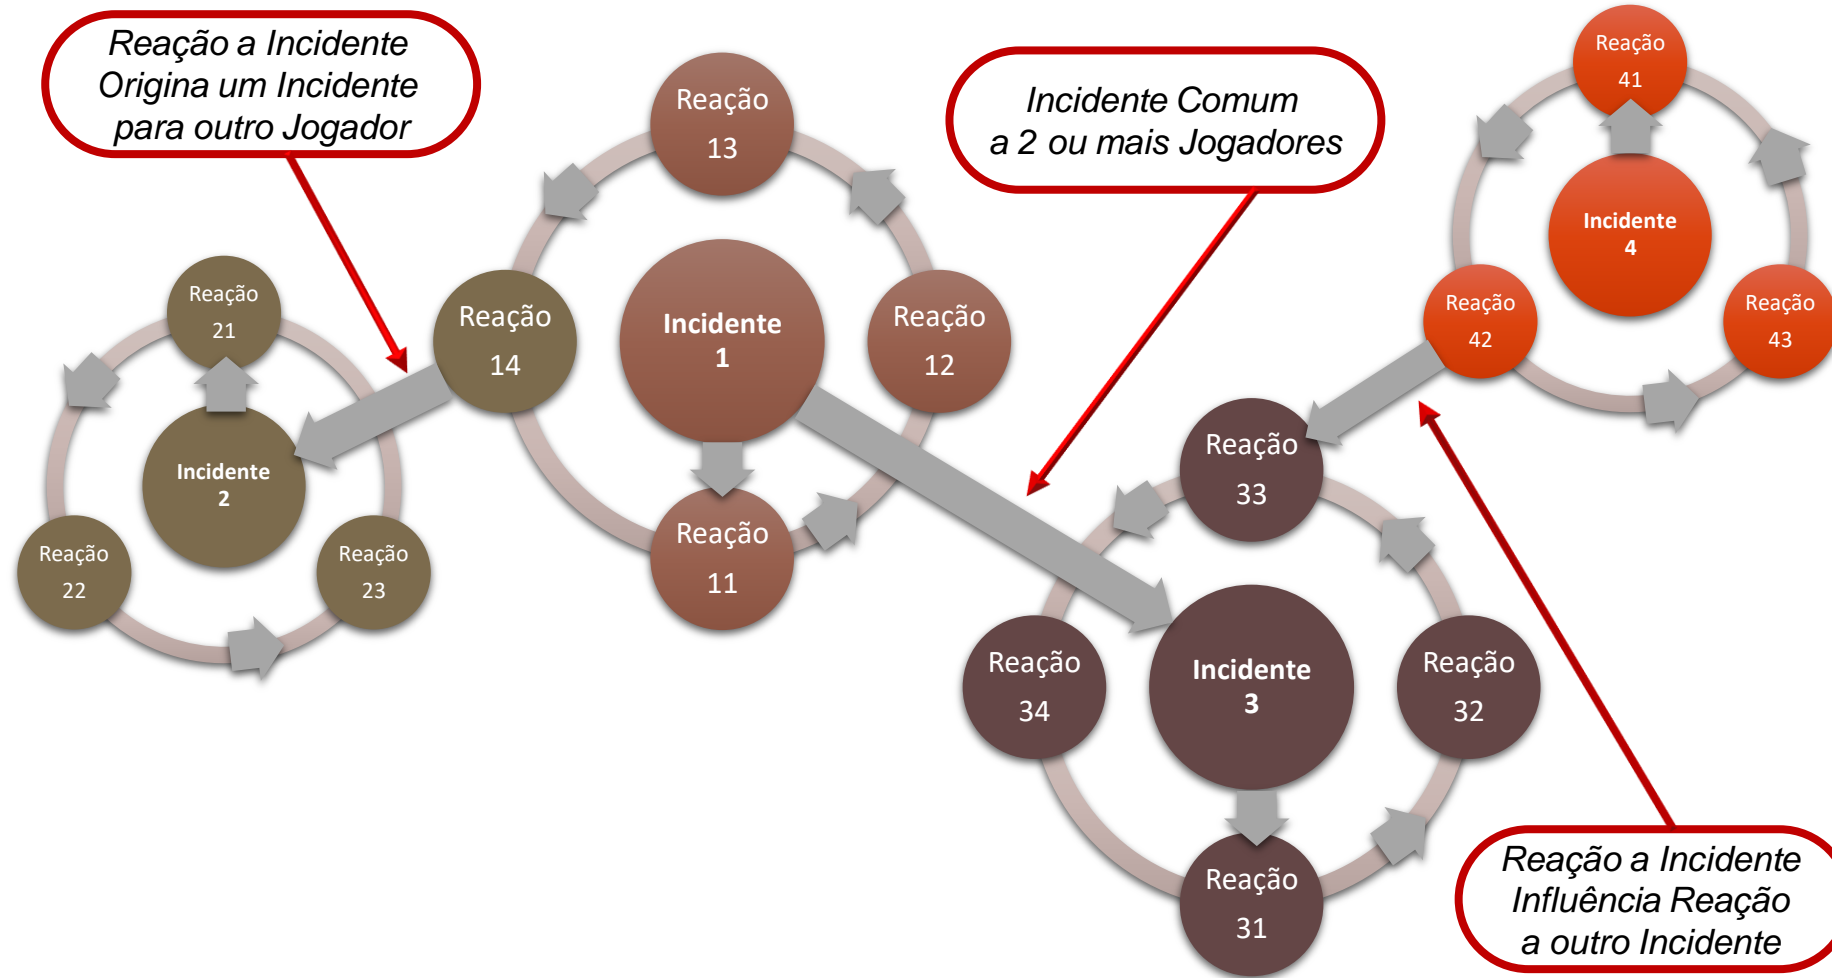 Reação a Incidente
Origina um Incidente
para outro Jogador
Incidente Comum
a 2 ou mais Jogadores
Reação
41
Incidente
4
Reação
42
Reação
43
Reação
13
Reação
14
Incidente
1
Reação
12
Reação
11
Reação
21
Incidente
2
Reação
22
Reação
23
Reação
33
Reação
34
Incidente
3
Reação
32
Reação
31
Reação a Incidente
Influência Reação
a outro Incidente